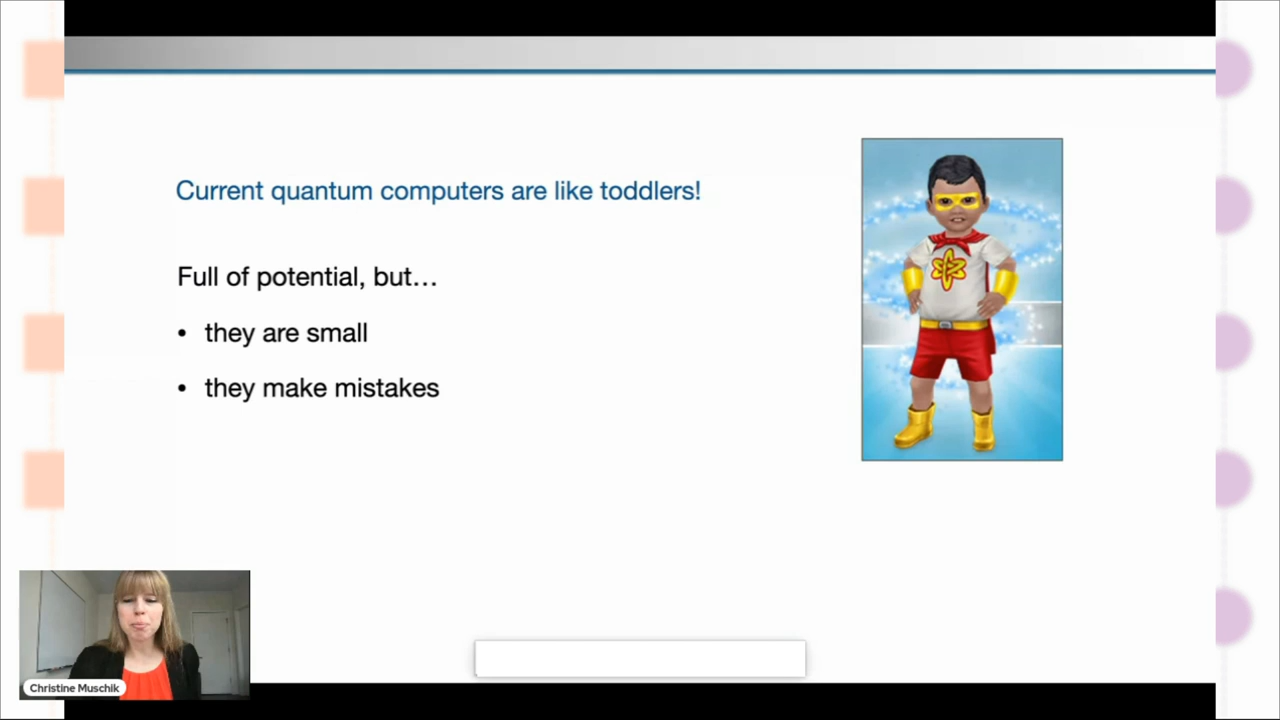 Current quantum computers are like toddlers!
Full of potential, but…
• they are small
• they make mistakes
Christine Muschik